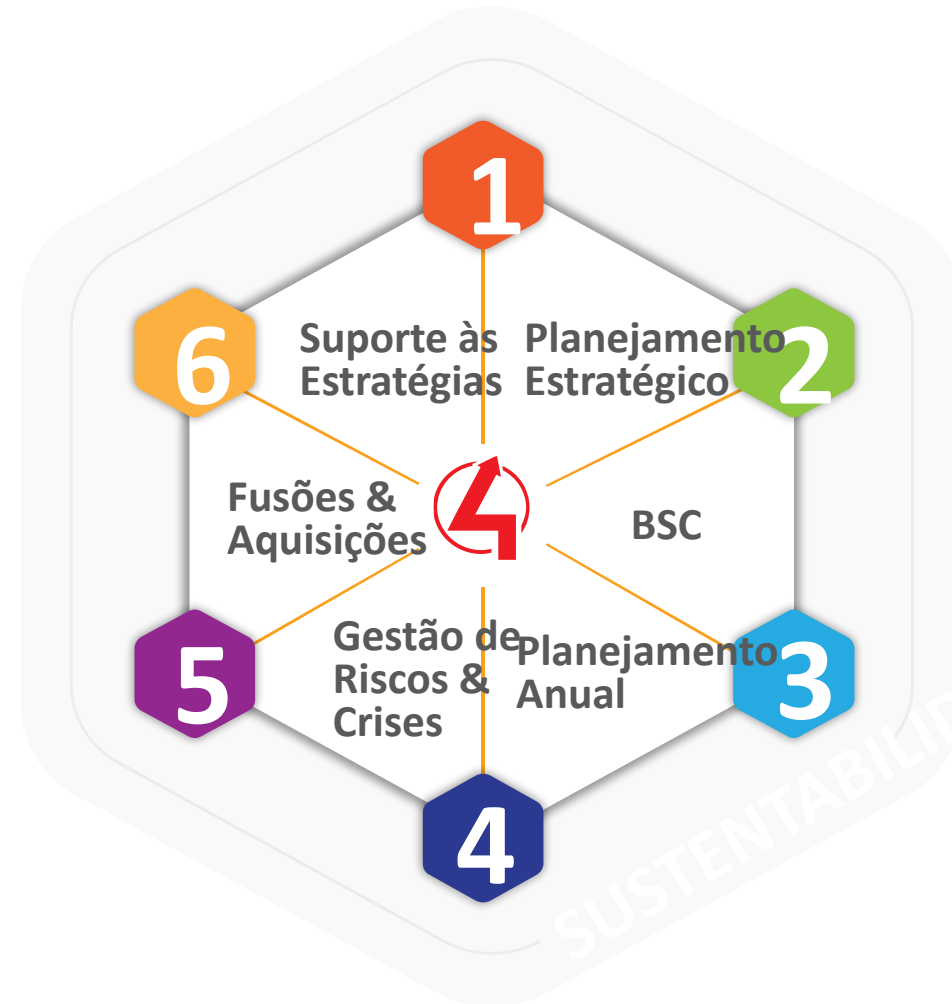 1
6
2
Suporte às
Estratégias
Planejamento
Estratégico
Fusões &
Aquisições
BSC
Gestão de
Riscos &
Crises
Planejamento
Anual
5
3
4